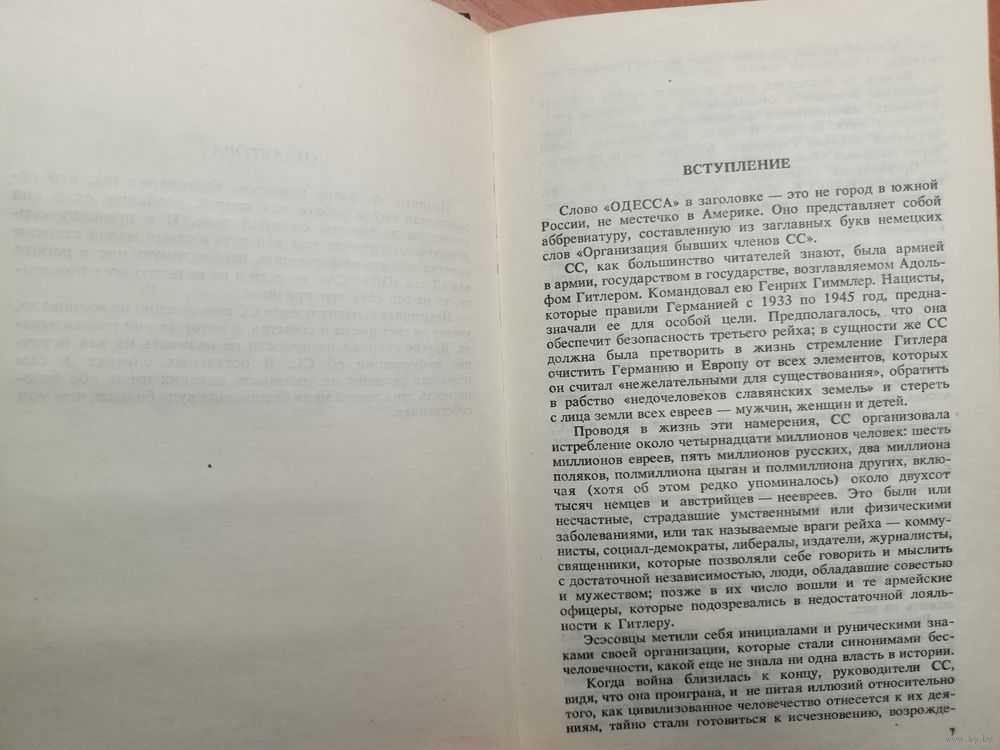 ВСТУПЛЕНИЕ
Слово «ОДЕССА» в заголовке — это не город в южной
России, не местечко в Америке. Оно представляет собой
аббревиатуру, составленную из заглавных букв немецких
слов «Организация бывших членов СС».
СС, как большинство читателей знают, была армией
в армии, государством в государстве, возглавляемом Адоль-
фом Гитлером. Командовал ею Генрих Гиммлер. Нацисты,
которые правили Германией с 1933 по 1945 год, предна-
значали ее для особой цели. Предполагалось, что она
обеспечит безопасность третьего рейха; в сущности же СС
должна была претворить в жизнь стремление Гитлера
очистить Германию и Европу от всех элементов, которых
он считал «нежелательными для существования», обратить
в рабство «недочеловеков славянских земель» и стереть
с лица земли всех евреев — мужчин, женщин и детей.
Проводя в жизнь эти намерения, СС организовала
истребление около четырнадцати миллионов человек: шесть
миллионов евреев, пять миллионов русских, два миллиона
поляков, полмиллиона цыган и полмиллиона других, вклю-
чая (хотя об этом редко упоминалось) около двухсот
тысяч немцев и австрийцев — неевреев. Это были или
несчастные, страдавшие умственными или физическими
заболеваниями, или так называемые враги рейха — комму-
нисты, социал-демократы, либералы, издатели, журналисты,
священники, которые позволяли себе говорить и мыслить
с достаточной независимостью, люди, обладавшие совестью
и мужеством; позже в их число вошли и те армейские
офицеры, которые подозревались в недостаточной лояль-
ности к Гитлеру.
Эсэсовцы метили себя инициалами и руническими зна-
ками своей организации, которые стали синонимами бес-
человечности, какой еще не знала ни одна власть в истории.
Когда война близилась к концу, руководители СС,
видя, что она проиграна, и не питая иллюзий относительно
того, как цивилизованное человечество отнесется к их дея-
ниям, тайно стали готовиться к исчезновению, возрожде-
7
www.ay.by